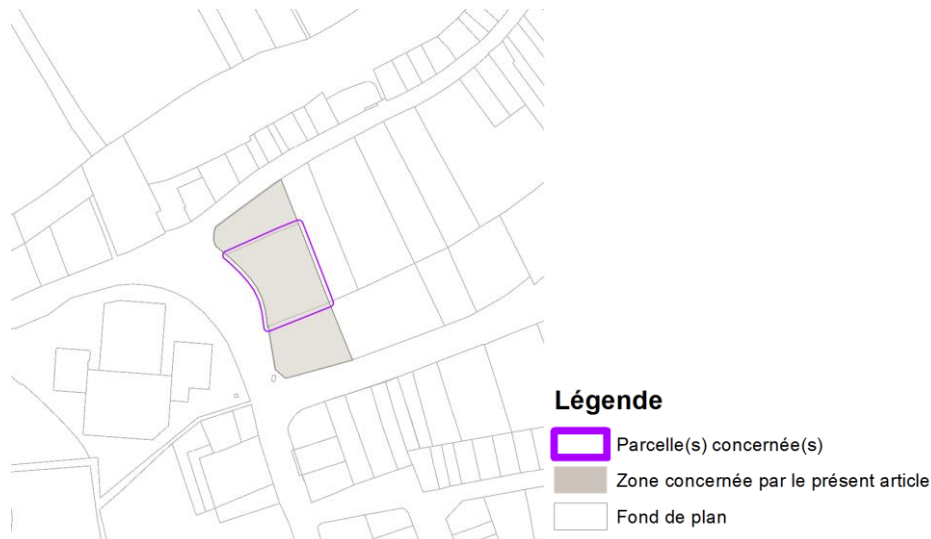 Légende
Parcelle(s) concernée(s)
Zone concernée par le présent article
Fond de plan